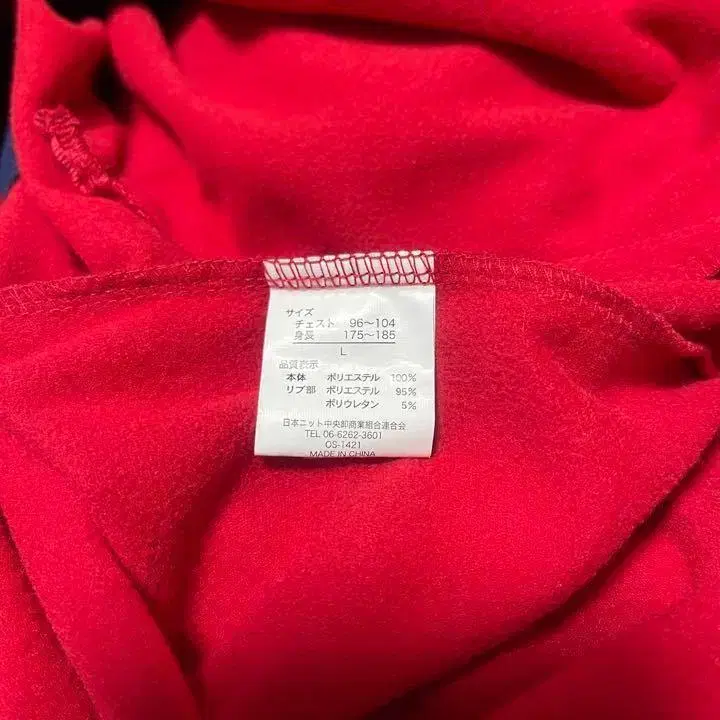 サイズ
チェスト 96〜104
身長 175〜185
L
品質表示
本体 ポリエステル 100%
リブ部 ポリエステル 95%
ポリウレタン 5%
日本ニット中央卸商業組合連合会
TEL 06-6262-3601
OS-1421
MADE IN CHINA